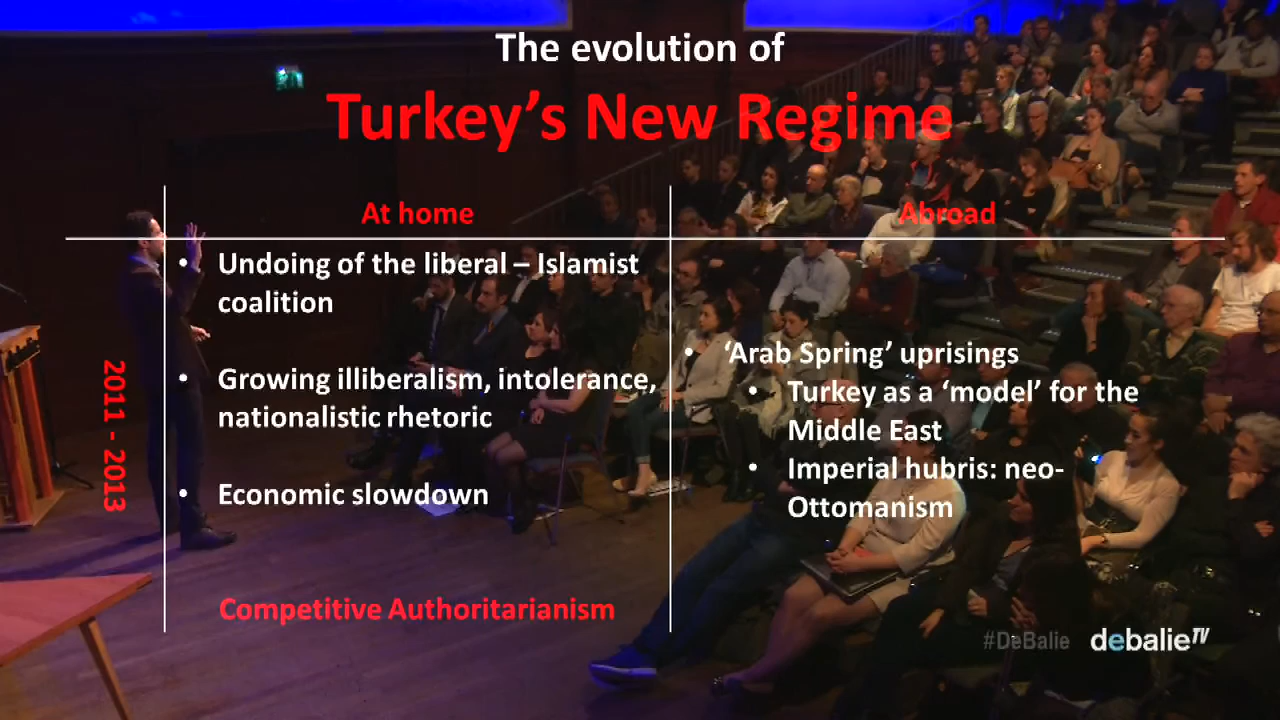 The evolution of
Turkey’s New Regime
At home
Abroad
2011 - 2013
• Undoing of the liberal – Islamist
coalition
• Growing illiberalism, intolerance,
nationalistic rhetoric
• Economic slowdown
Competitive Authoritarianism
• ‘Arab Spring’ uprisings
• Turkey as a ‘model’ for the
Middle East
• Imperial hubris: neo-
Ottomanism
#DeBalie debalieTV